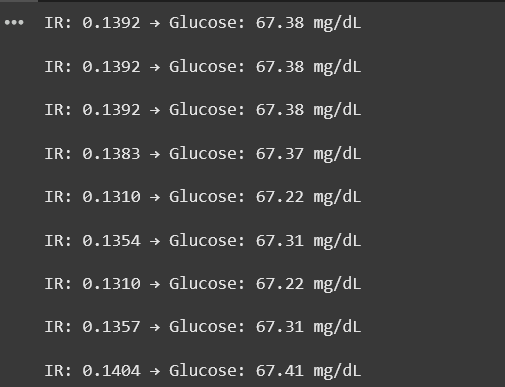 IR: 0.1392 → Glucose: 67.38 mg/dL
IR: 0.1392 → Glucose: 67.38 mg/dL
IR: 0.1392 → Glucose: 67.38 mg/dL
IR: 0.1383 → Glucose: 67.37 mg/dL
IR: 0.1310 → Glucose: 67.22 mg/dL
IR: 0.1354 → Glucose: 67.31 mg/dL
IR: 0.1310 → Glucose: 67.22 mg/dL
IR: 0.1357 → Glucose: 67.31 mg/dL
IR: 0.1404 → Glucose: 67.41 mg/dL